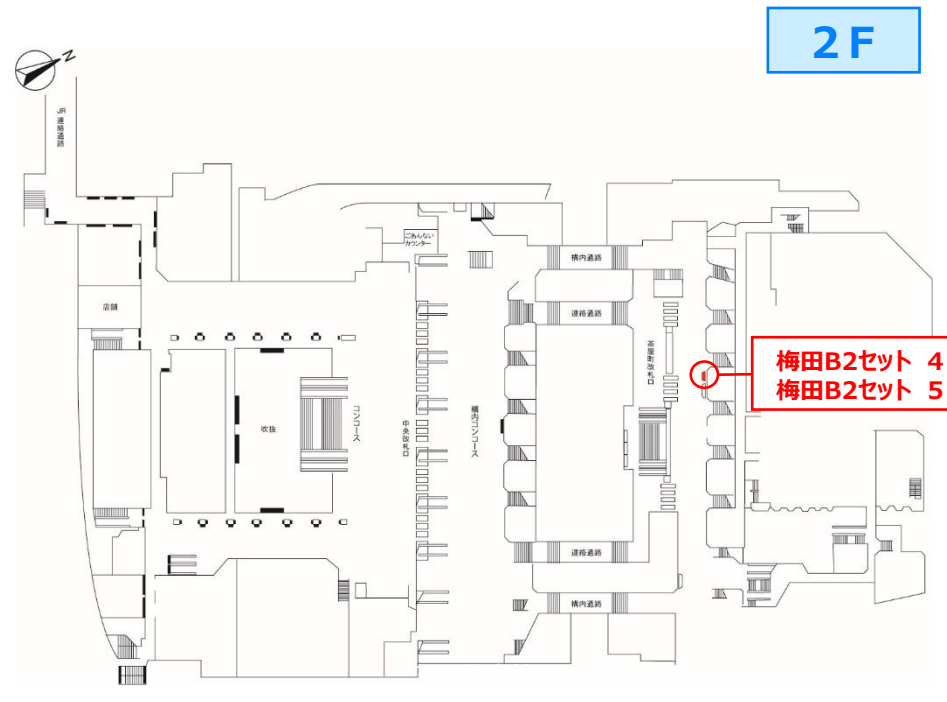 2F
N
JR連絡通路
ごあんない
カウンター
構内通路
店舗
連絡通路
茶屋町改札口
梅田B2セット 4
梅田B2セット 5
吹抜
コンコース
中央改札口
構内コンコース
連絡通路
構内通路